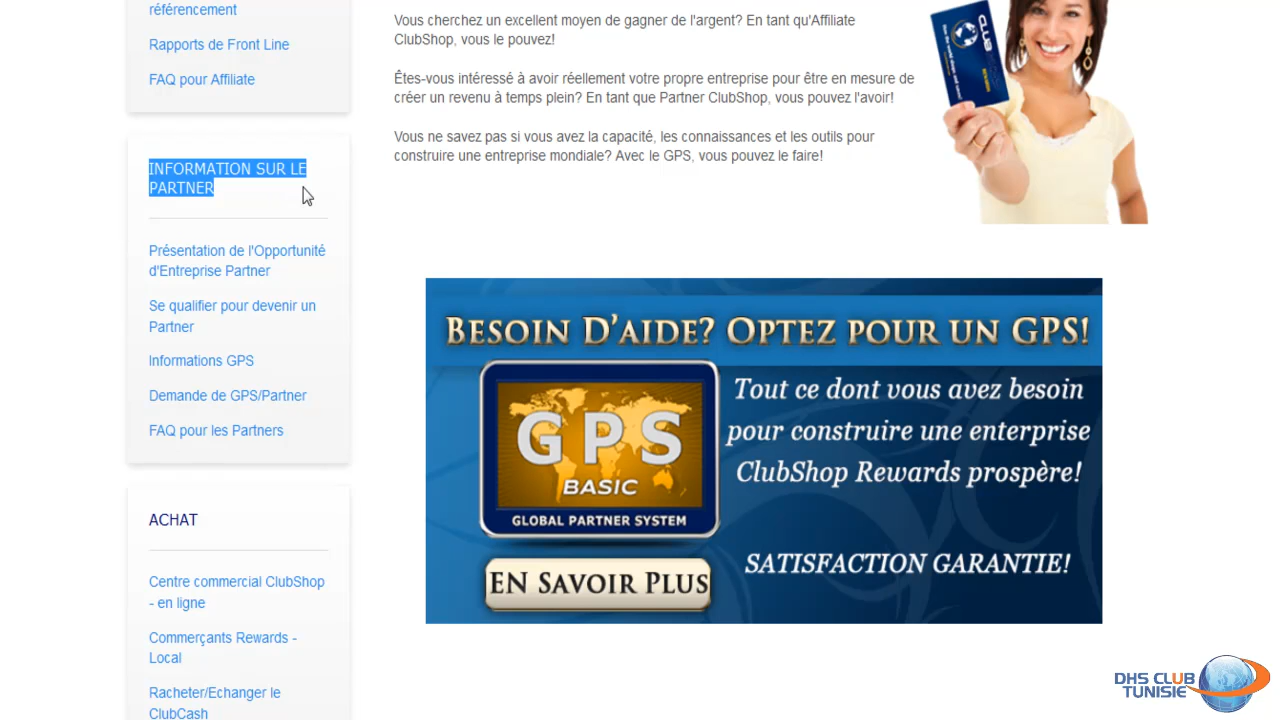 référencement
Rapports de Front Line
FAQ pour Affiliate
INFORMATION SUR LE
PARTNER
Présentation de l'Opportunité
d'Entreprise Partner
Se qualifier pour devenir un
Partner
Informations GPS
Demande de GPS/Partner
FAQ pour les Partners
ACHAT
Centre commercial ClubShop
- en ligne
Commerçants Rewards -
Local
Racheter/Echanger le
ClubCash
Vous cherchez un excellent moyen de gagner de l'argent? En tant qu'Affiliate
ClubShop, vous le pouvez!
Êtes-vous intéressé à avoir réellement votre propre entreprise pour être en mesure de
créer un revenu à temps plein? En tant que Partner ClubShop, vous pouvez l'avoir!
Vous ne savez pas si vous avez la capacité, les connaissances et les outils pour
construire une entreprise mondiale? Avec le GPS, vous pouvez le faire!
CLUB
BESOIN D'AIDE? OPTEZ POUR UN GPS!
GPS
BASIC
GLOBAL PARTNER SYSTEM
EN SAVOIR PLUS
Tout ce dont vous avez besoin
pour construire une enterprise
ClubShop Rewards prospère!
SATISFACTION GARANTIE!
DHS CLUB
TUNISIE